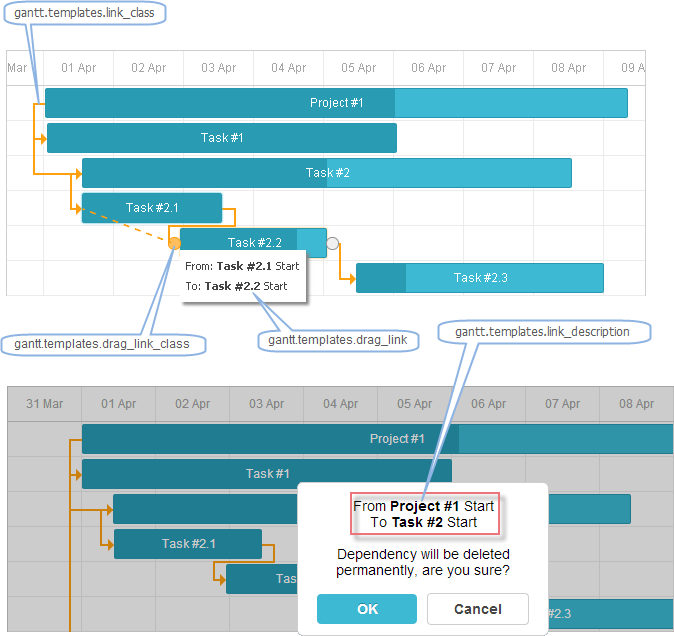 gantt.templates.link_class
Mar 01 Apr 02 Apr 03 Apr 04 Apr 05 Apr 06 Apr 07 Apr 08 Apr 09 A
Project #1
Task #1
Task #2
Task #2.1
Task #2.2
From: Task #2.1 Start
Task #2.3
To: Task #2.2 Start
gantt.templates.link_description
gantt.templates.drag_link_class
gantt.templates.drag_link
31 Mar 01 Apr 02 Apr 03 Apr 04 Apr 05 Apr 06 Apr 07 Apr 08 Apr
Project #1
Task #1
From Project #1 Start
To Task #2 Start
Task #2.1
Dependency will be deleted
permanently, are you sure?
Tas
OK Cancel
#2.3